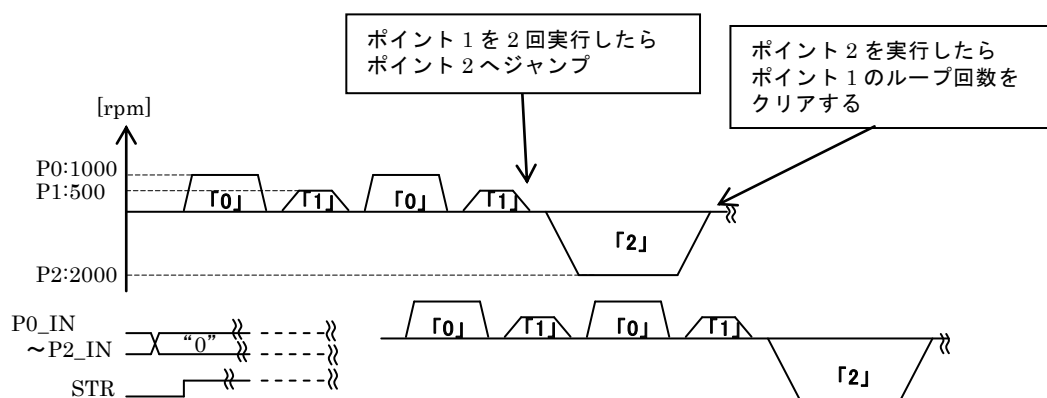 ポイント 1 を 2 回実行したら
ポイント 2 へジャンプ
ポイント 2 を実行したら
ポイント 1 のループ回数を
クリアする
[rpm]
P0:1000
P1:500
「0」
「1」
「0」
「1」
「2」
P2:2000
P0_IN
～P2_IN
“0”
STR
「0」
「1」
「0」
「1」
「2」